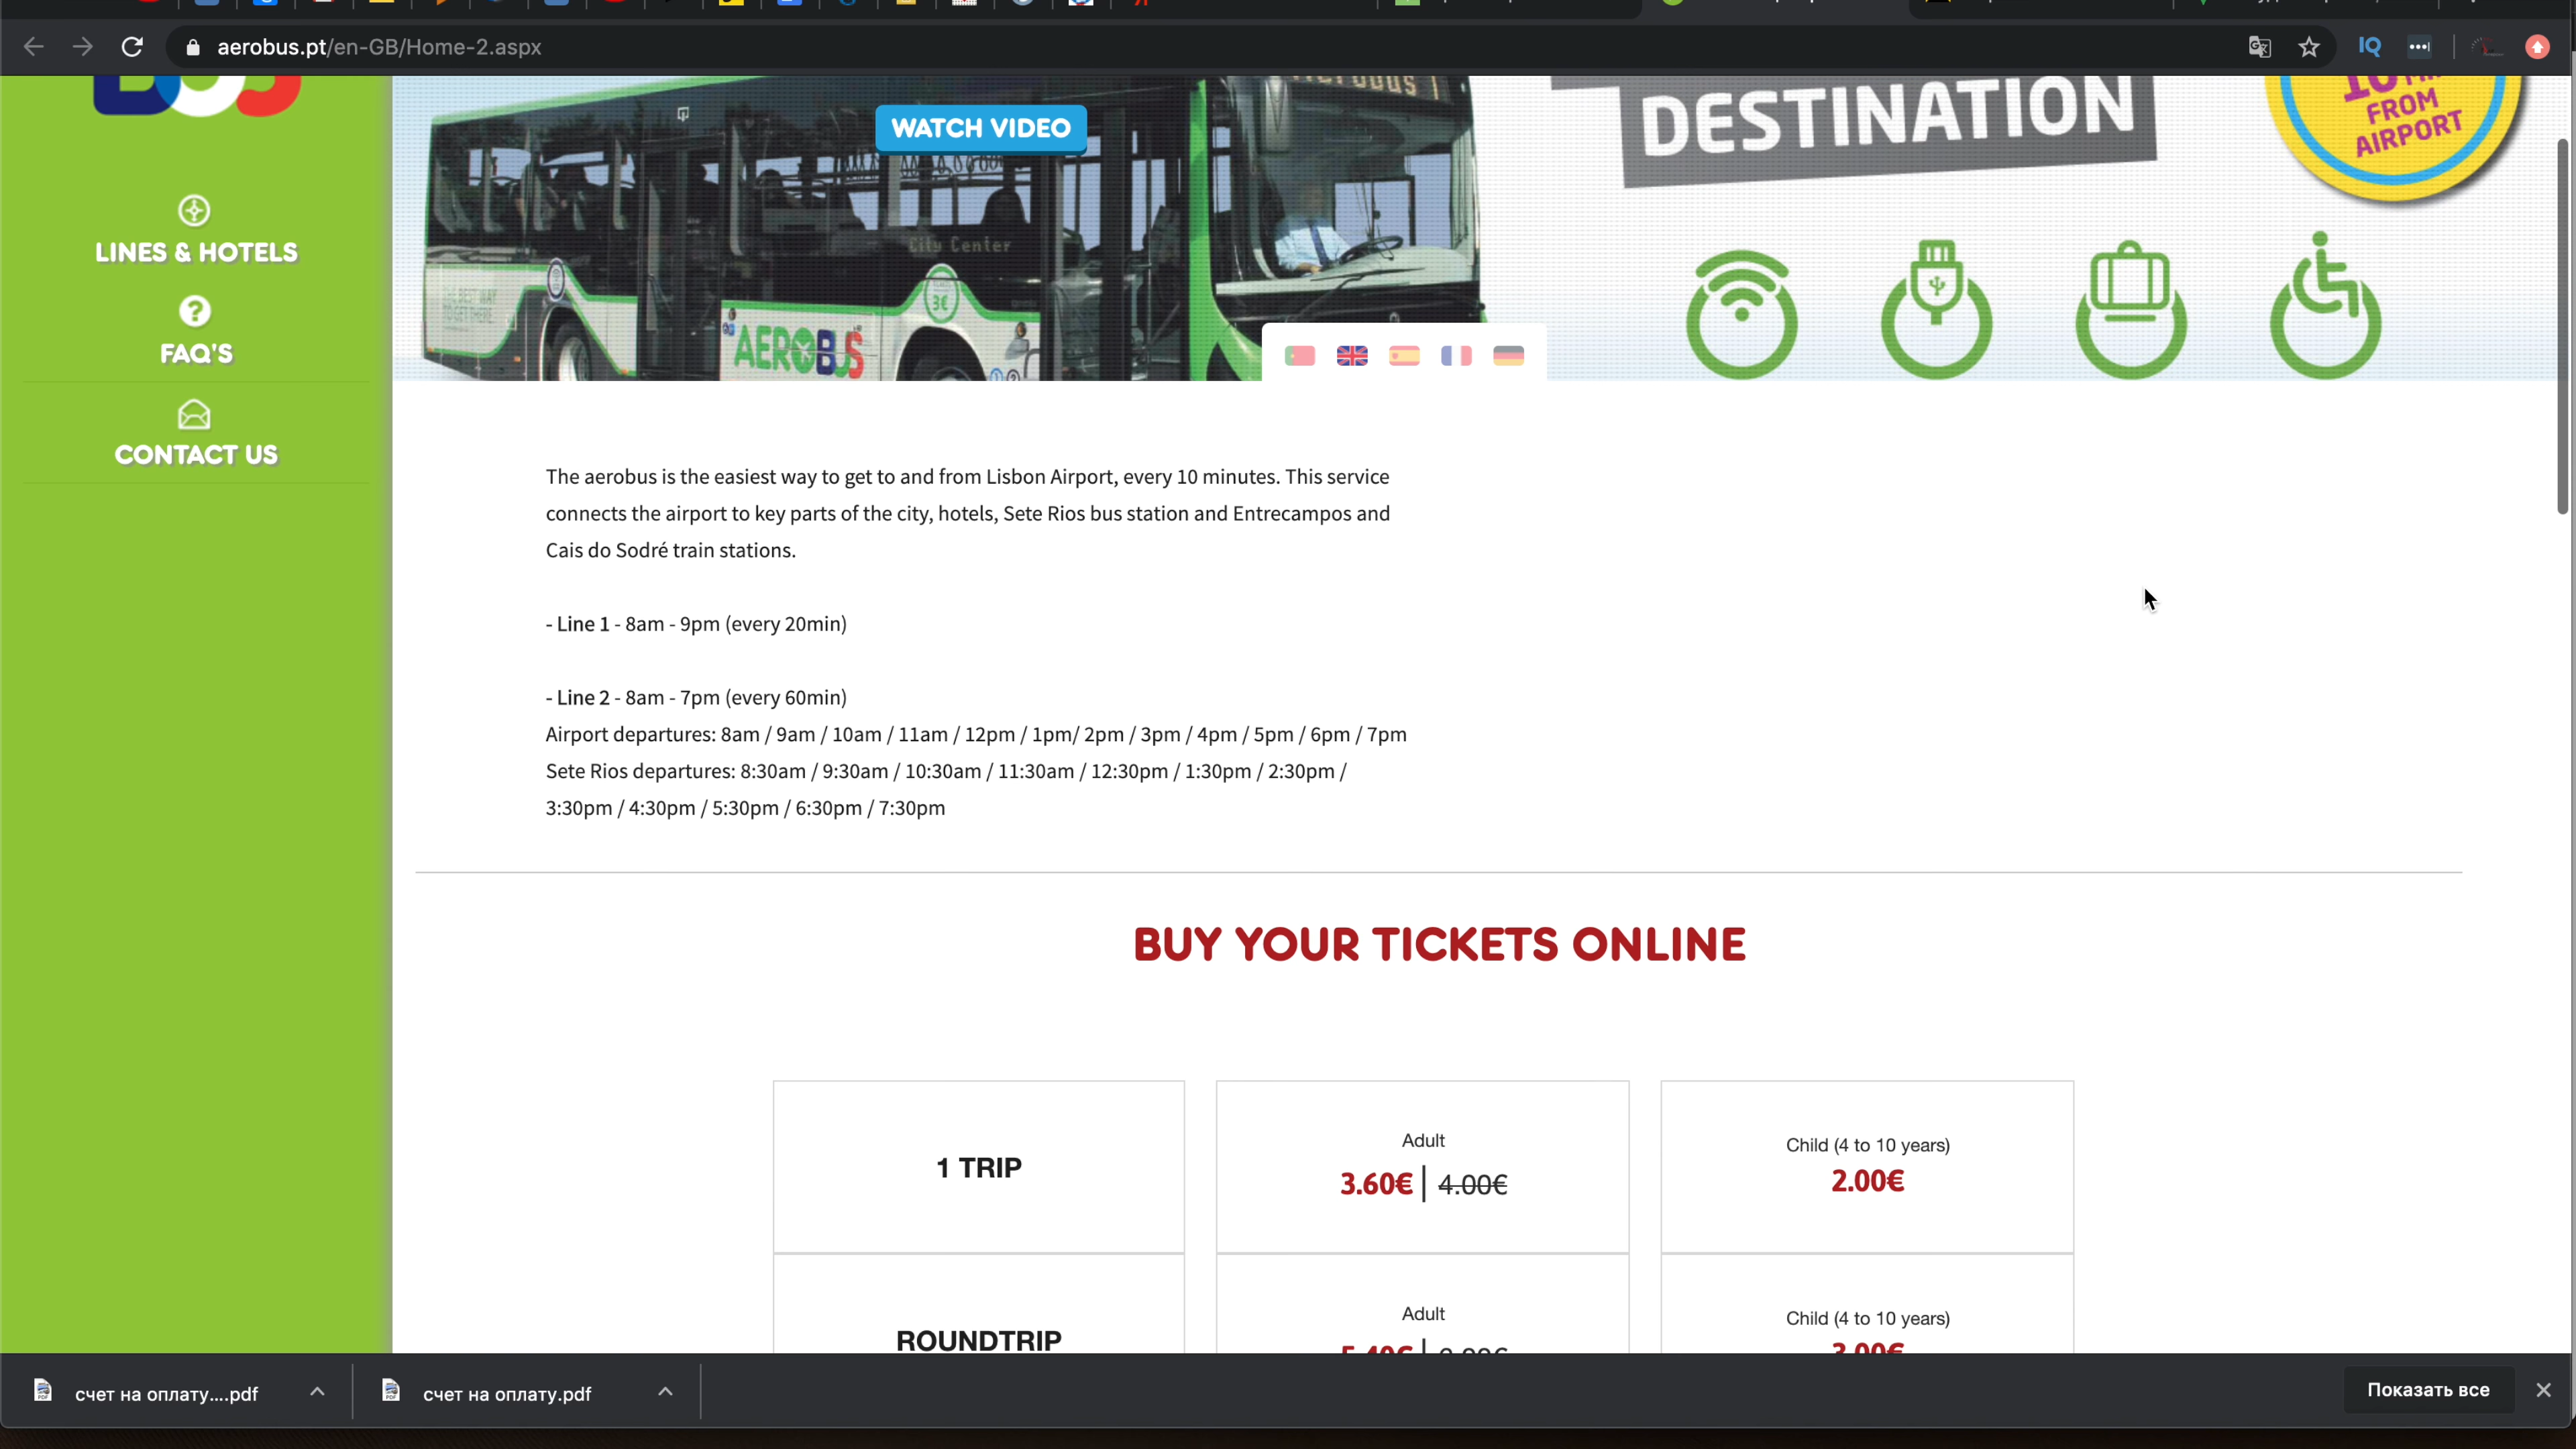 aerobus.pt/en-GB/Home-2.aspx
IQ
BUS
LINES & HOTELS
FAQ'S
CONTACT US
WATCH VIDEO
City Center
3€
AEROBUS
DESTINATION
FROM
AIRPORT
The aerobus is the easiest way to get to and from Lisbon Airport, every 10 minutes. This service
connects the airport to key parts of the city, hotels, Sete Rios bus station and Entrecampos and
Cais do Sodré train stations.
- Line 1 - 8am - 9pm (every 20min)
- Line 2 - 8am - 7pm (every 60min)
Airport departures: 8am / 9am / 10am / 11am / 12pm / 1pm/ 2pm / 3pm / 4pm / 5pm / 6pm / 7pm
Sete Rios departures: 8:30am / 9:30am / 10:30am / 11:30am / 12:30pm / 1:30pm / 2:30pm /
3:30pm / 4:30pm / 5:30pm / 6:30pm / 7:30pm
BUY YOUR TICKETS ONLINE
1 TRIP
Adult
3.60€ | 4.00€
Child (4 to 10 years)
2.00€
ROUNDTRIP
Adult
Child (4 to 10 years)
3.00€
счет на оплату....pdf
счет на оплату.pdf
Показать все